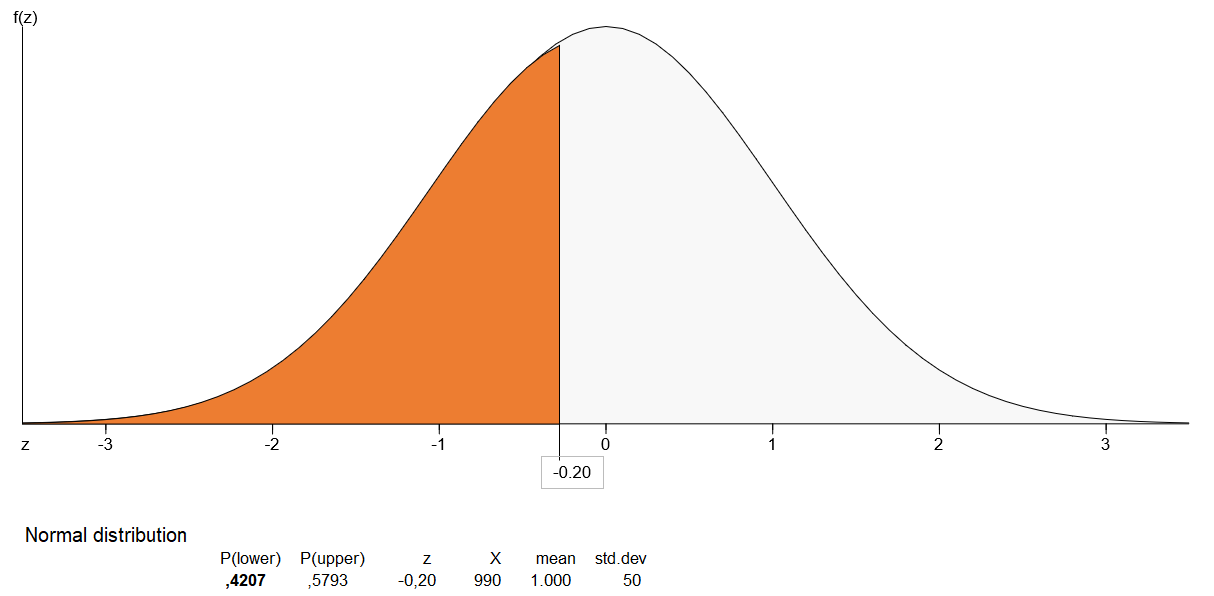 f(z)
z -3 -2 -1 0 1 2 3
-0.20
Normal distribution
P(lower) P(upper) z X mean std.dev
,4207 ,5793 -0,20 990 1.000 50